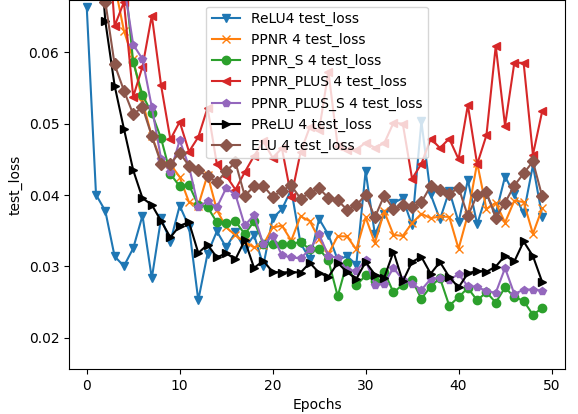 ReLU4 test_loss
PPNR 4 test_loss
PPNR_S 4 test_loss
PPNR_PLUS 4 test_loss
PPNR_PLUS_S 4 test_loss
PReLU 4 test_loss
ELU 4 test_loss
test_loss
0.06
0.05
0.04
0.03
0.02
0 10 20 30 40 50
Epochs